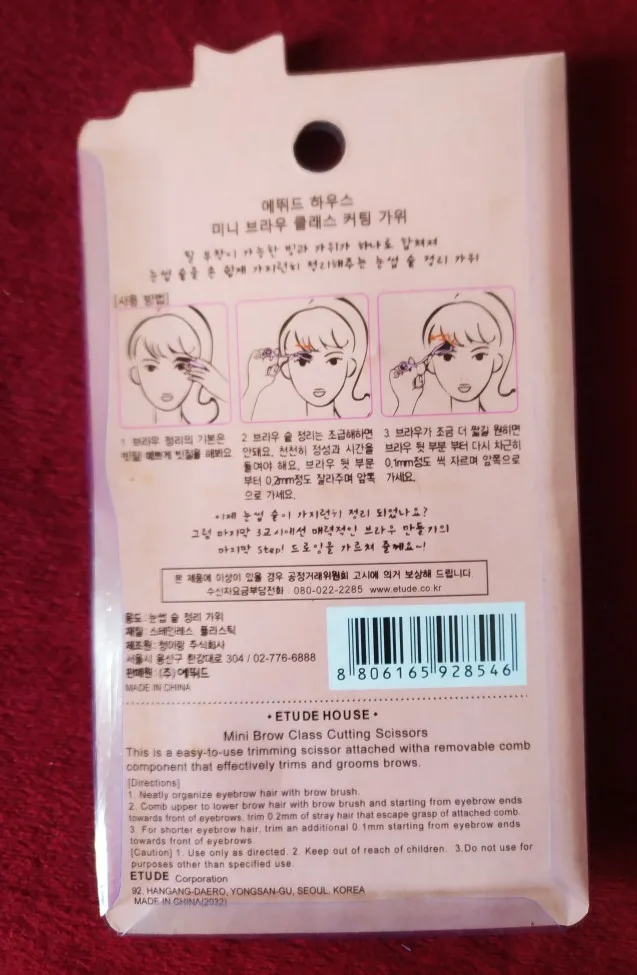 에뛰드 하우스
미니 브라우 클래스 커팅 가위
탈 부착이 가능한 빗과 가위가 하나로 합쳐져
눈썹 숱을 손 쉽게 가지런히 정리해주는 눈썹 숱 정리 가위
[사용 방법]
1 브라우 정리의 기본은
빗질! 예쁘게 빗질을 해봐요
2 브라우 숱 정리는 조급해하면
안돼요. 천천히 정성과 시간을
들여야 해요. 브라우 뒷 부분
부터 0.2mm정도 잘라주며 앞쪽
으로 가세요.
3 브라우가 조금 더 짧길 원하면
브라우 뒷 부분 부터 다시 차근히
0.1mm정도 싹 자르며 앞쪽으로
가세요.
이제 눈썹 숱이 가지런히 정리 되었나요?
그럼 마지막 3교시에선 매력적인 브라우 만들기의
마지막 Step! 드로잉을 가르쳐 줄께요~!
본 제품에 이상이 있을 경우 공정거래위원회 고시에 의거 보상해 드립니다.
수신자요금부담전화 : 080-022-2285 www.etude.co.kr
용도 : 눈썹 숱 정리 가위
재질 : 스테인레스 플라스틱
제조원 : 청아랑 주식회사
서울시 용산구 한강대로 304 / 02-776-6888
판매원 : (주) 에뛰드
MADE IN CHINA
8 806165 928546
• ETUDE HOUSE •
Mini Brow Class Cutting Scissors
This is a easy-to-use trimming scissor attached witha removable comb
component that effectively trims and grooms brows.
[Directions]
1. Neatly organize eyebrow hair with brow brush.
2. Comb upper to lower brow hair with brow brush and starting from eyebrow ends
towards front of eyebrows, trim 0.2mm of stray hair that escape grasp of attached comb.
3. For shorter eyebrow hair, trim an additional 0.1mm starting from eyebrow ends
towards front of eyebrows.
[Caution] 1. Use only as directed. 2. Keep out of reach of children. 3.Do not use for
purposes other than specified use.
ETUDE Corporation
92, HANGANG-DAERO, YONGSAN-GU, SEOUL, KOREA
MADE IN CHINA(2032)